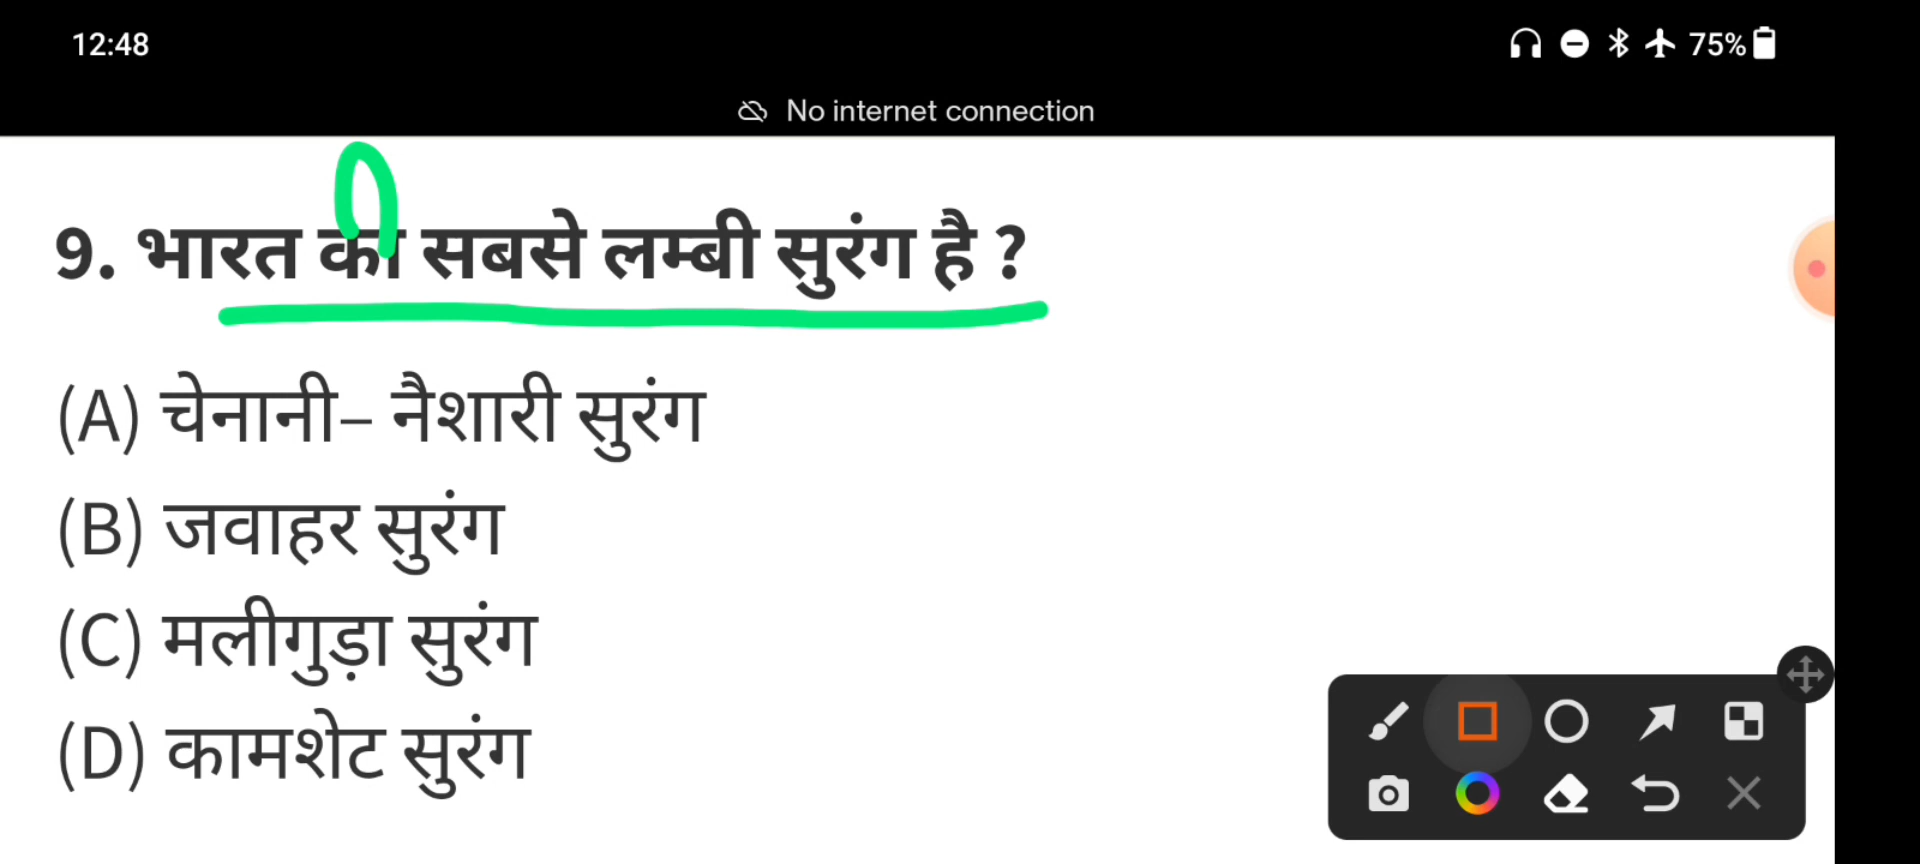 12:48
75%
No internet connection
9. भारत का सबसे लम्बी सुरंग है ?
(A) चेनानी– नैशारी सुरंग
(B) जवाहर सुरंग
(C) मलीगुड़ा सुरंग
(D) कामशेट सुरंग